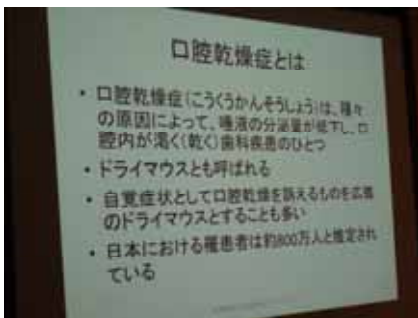 口腔乾燥症とは
・口腔乾燥症(こうくうかんそうしょう)は、種々
の原因によって、唾液の分泌量が低下し、口
腔内が渇く(乾く)歯科疾患のひとつ
・ドライマウスとも呼ばれる
・自覚症状として口腔乾燥を訴えるものを広義
のドライマウスとすることも多い
・日本における罹患者は約800万人と推定され
ている